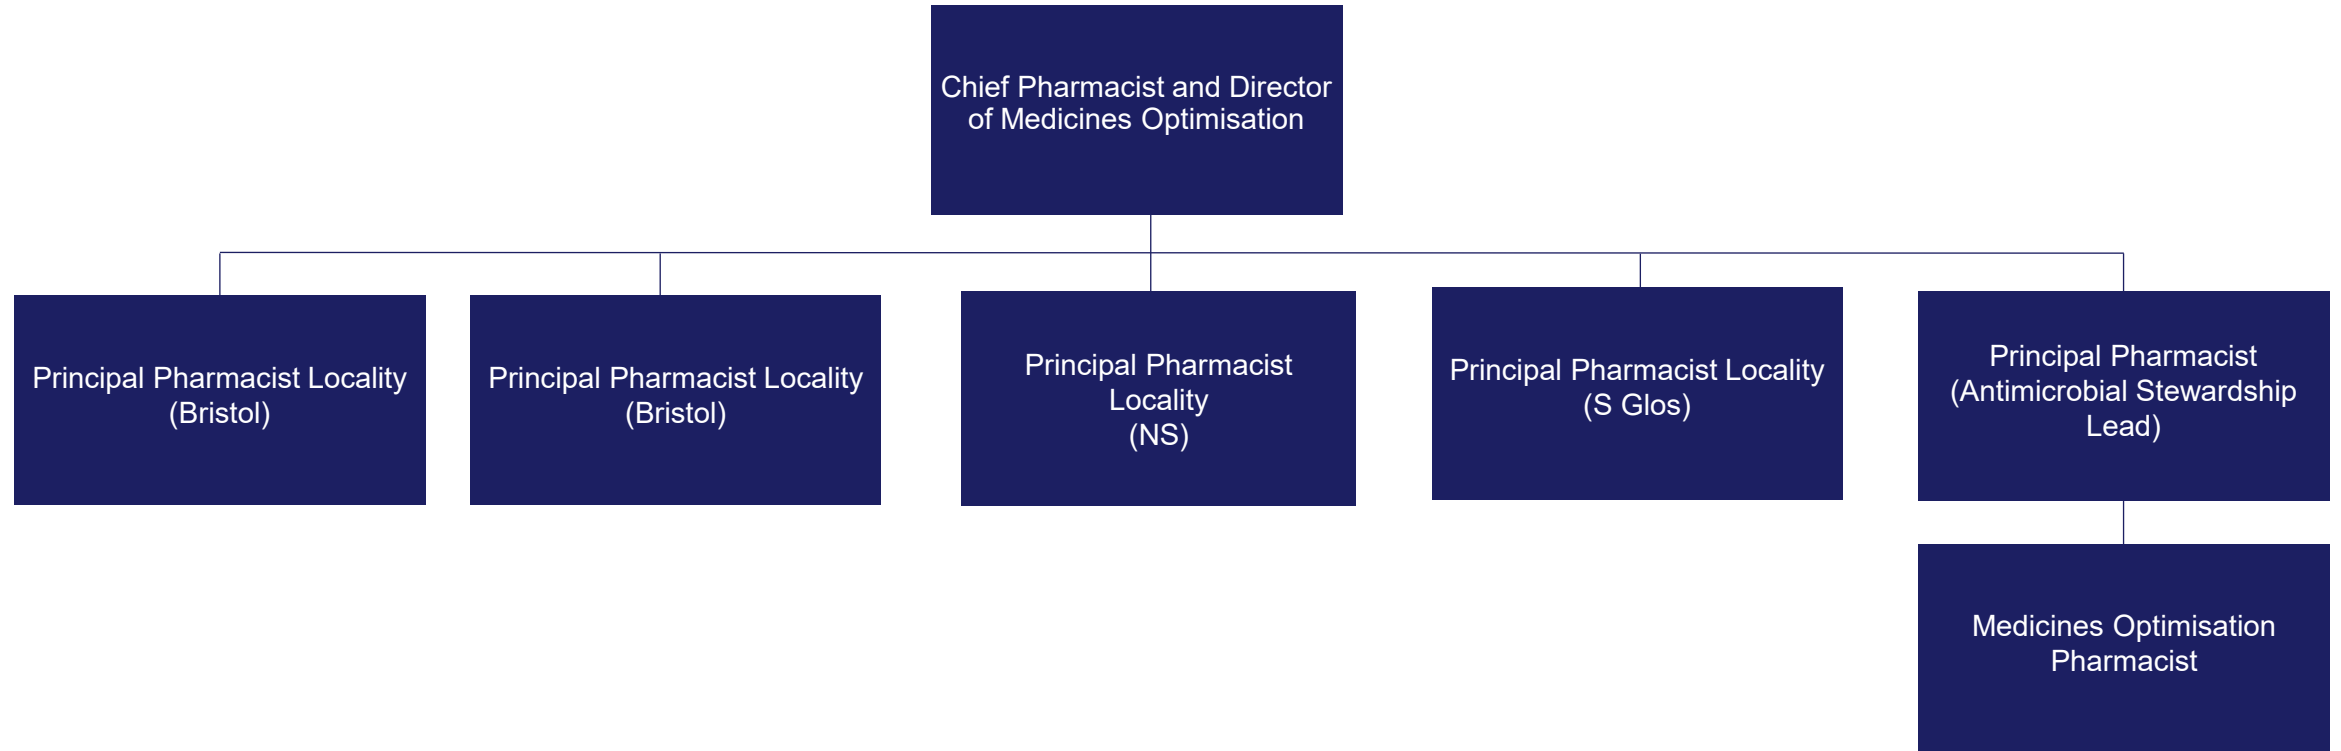 Chief Pharmacist and Director
of Medicines Optimisation
Principal Pharmacist Locality
(Bristol)
Principal Pharmacist Locality
(Bristol)
Principal Pharmacist
Locality
(NS)
Principal Pharmacist Locality
(S Glos)
Principal Pharmacist
(Antimicrobial Stewardship
Lead)
Medicines Optimisation
Pharmacist